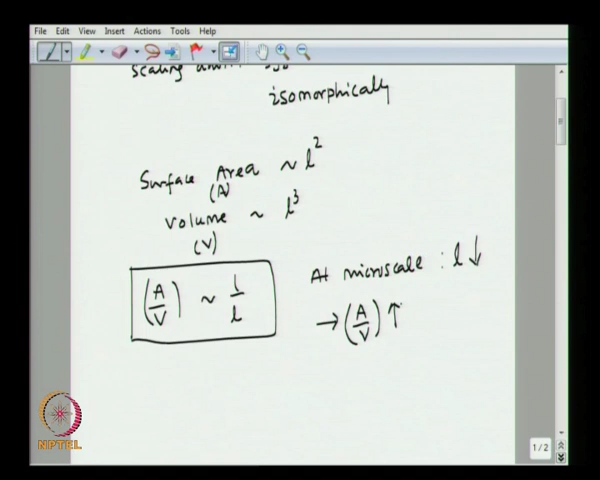 File Edit View Insert Actions Tools Help
scaling
isomorphically
Surface Area ~ l²
(A)
Volume ~ l³
(V)
(A/V) ~ 1/l
At microscale : l ↓
→ (A/V) ↑
NPTEL
1/2